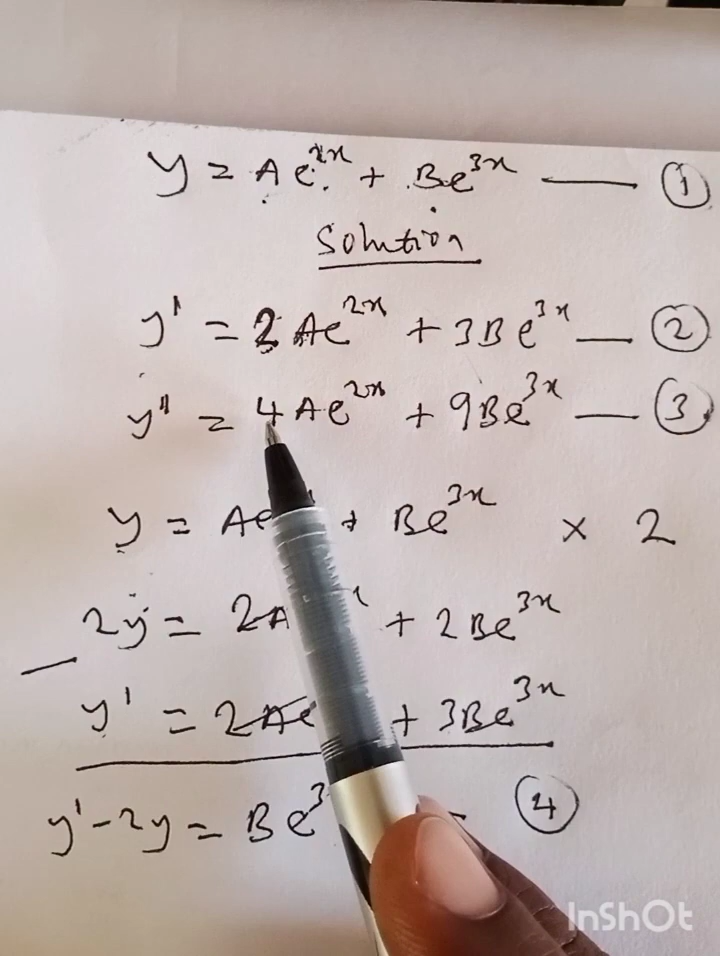 y = Ae^2x + Be^3x — ①
Solution
y' = 2Ae^2x + 3Be^3x — ②
y" = 4Ae^2x + 9Be^3x — ③
y = Ae + Be^3x × 2
2y = 2A + 2Be^3x
—
y' = 2Ae + 3Be^3x
y' - 2y = Be^3 — ④
InShOt